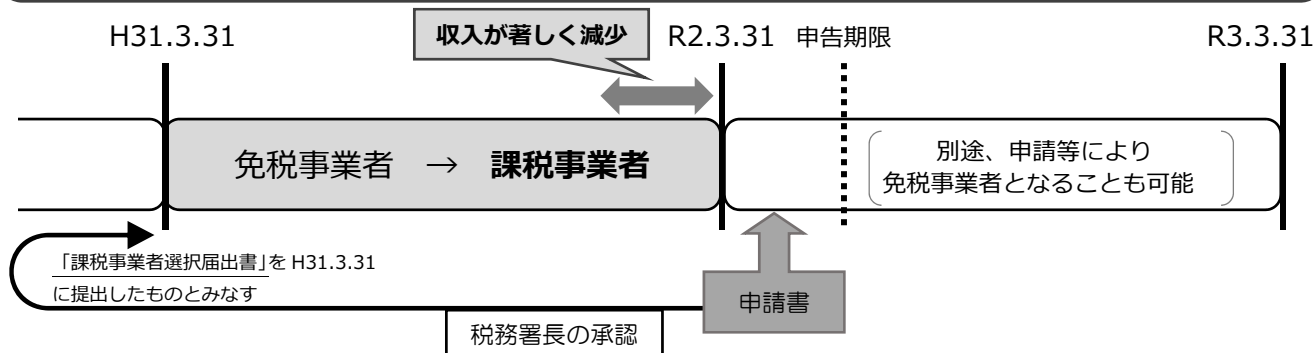 H31.3.31
収入が著しく減少
R2.3.31
申告期限
R3.3.31
免税事業者 → 課税事業者
別途、申請等により
免税事業者となることも可能
「課税事業者選択届出書」を H31.3.31
に提出したものとみなす
申請書
税務署長の承認